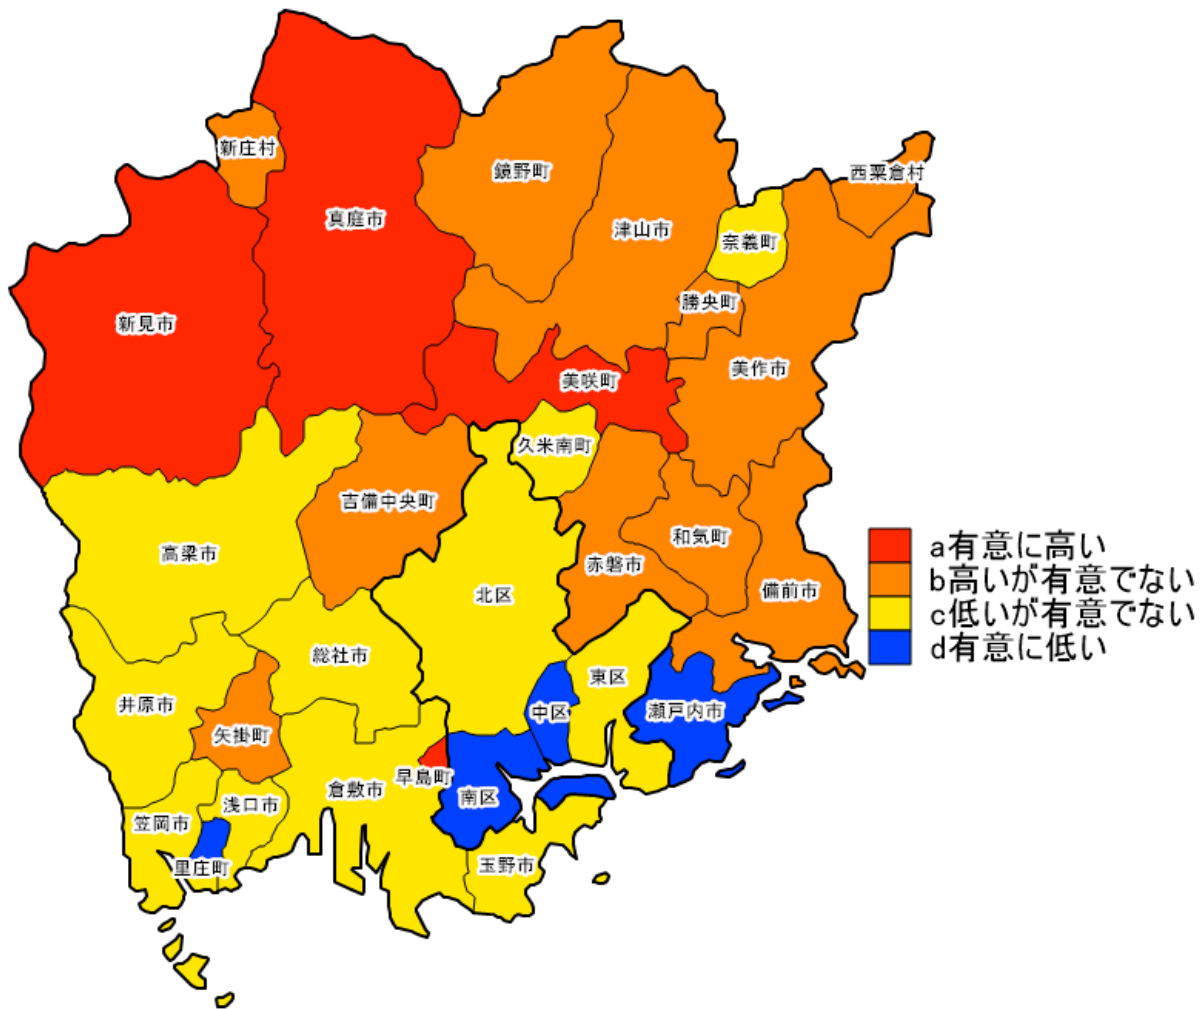 新庄村
鏡野町
西粟倉村
真庭市
津山市
奈義町
勝央町
新見市
美作市
美咲町
久米南町
吉備中央町
和気町
高梁市
赤磐市
備前市
北区
総社市
東区
井原市
中区
瀬戸内市
矢掛町
早島町
倉敷市
南区
浅口市
笠岡市
里庄町
玉野市
a有意に高い
b高いが有意でない
c低いが有意でない
d有意に低い